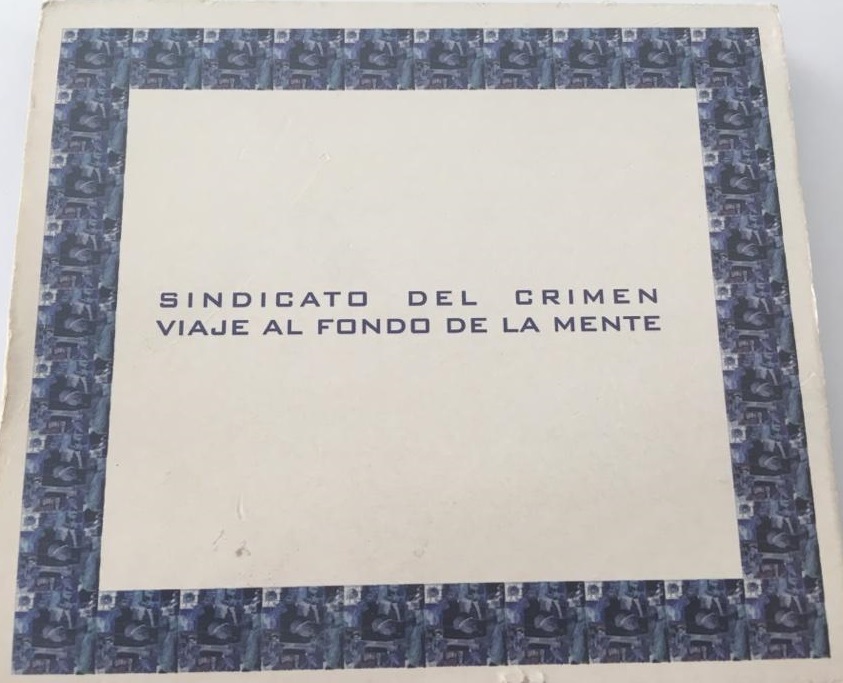 SINDICATO DEL CRIMEN
VIAJE AL FONDO DE LA MENTE